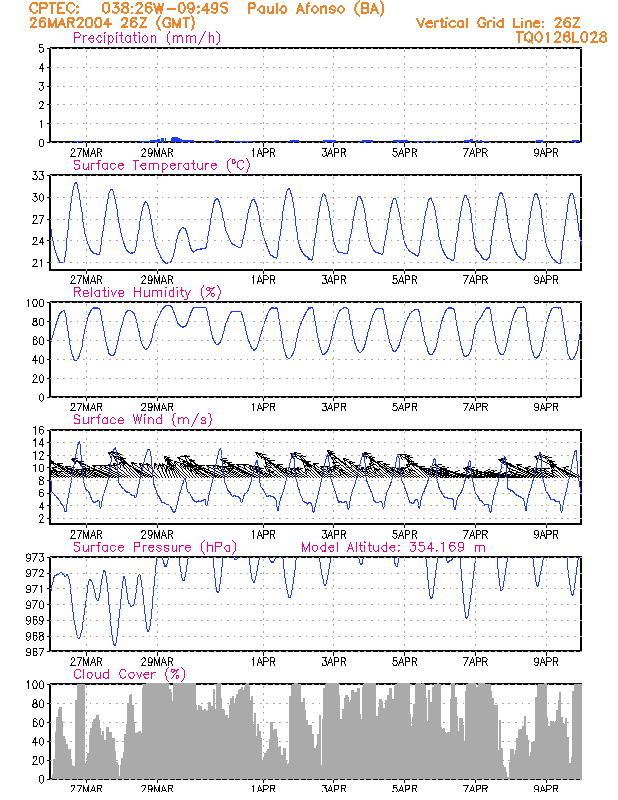 CPTEC: 038:26W-09:49S Paulo Afonso (BA)
26MAR2004 26Z (GMT) Vertical Grid Line: 26Z
Precipitation (mm/h) TQ0126L028
5
4
3
2
1
0
27MAR 29MAR 1APR 3APR 5APR 7APR 9APR
Surface Temperature (°C)
33
30
27
24
21
27MAR 29MAR 1APR 3APR 5APR 7APR 9APR
Relative Humidity (%)
100
80
60
40
20
0
27MAR 29MAR 1APR 3APR 5APR 7APR 9APR
Surface Wind (m/s)
16
14
12
10
8
6
4
2
27MAR 29MAR 1APR 3APR 5APR 7APR 9APR
Surface Pressure (hPa) Model Altitude: 354.169 m
973
972
971
970
969
968
967
27MAR 29MAR 1APR 3APR 5APR 7APR 9APR
Cloud Cover (%)
100
80
60
40
20
0
27MAR 29MAR 1APR 3APR 5APR 7APR 9APR